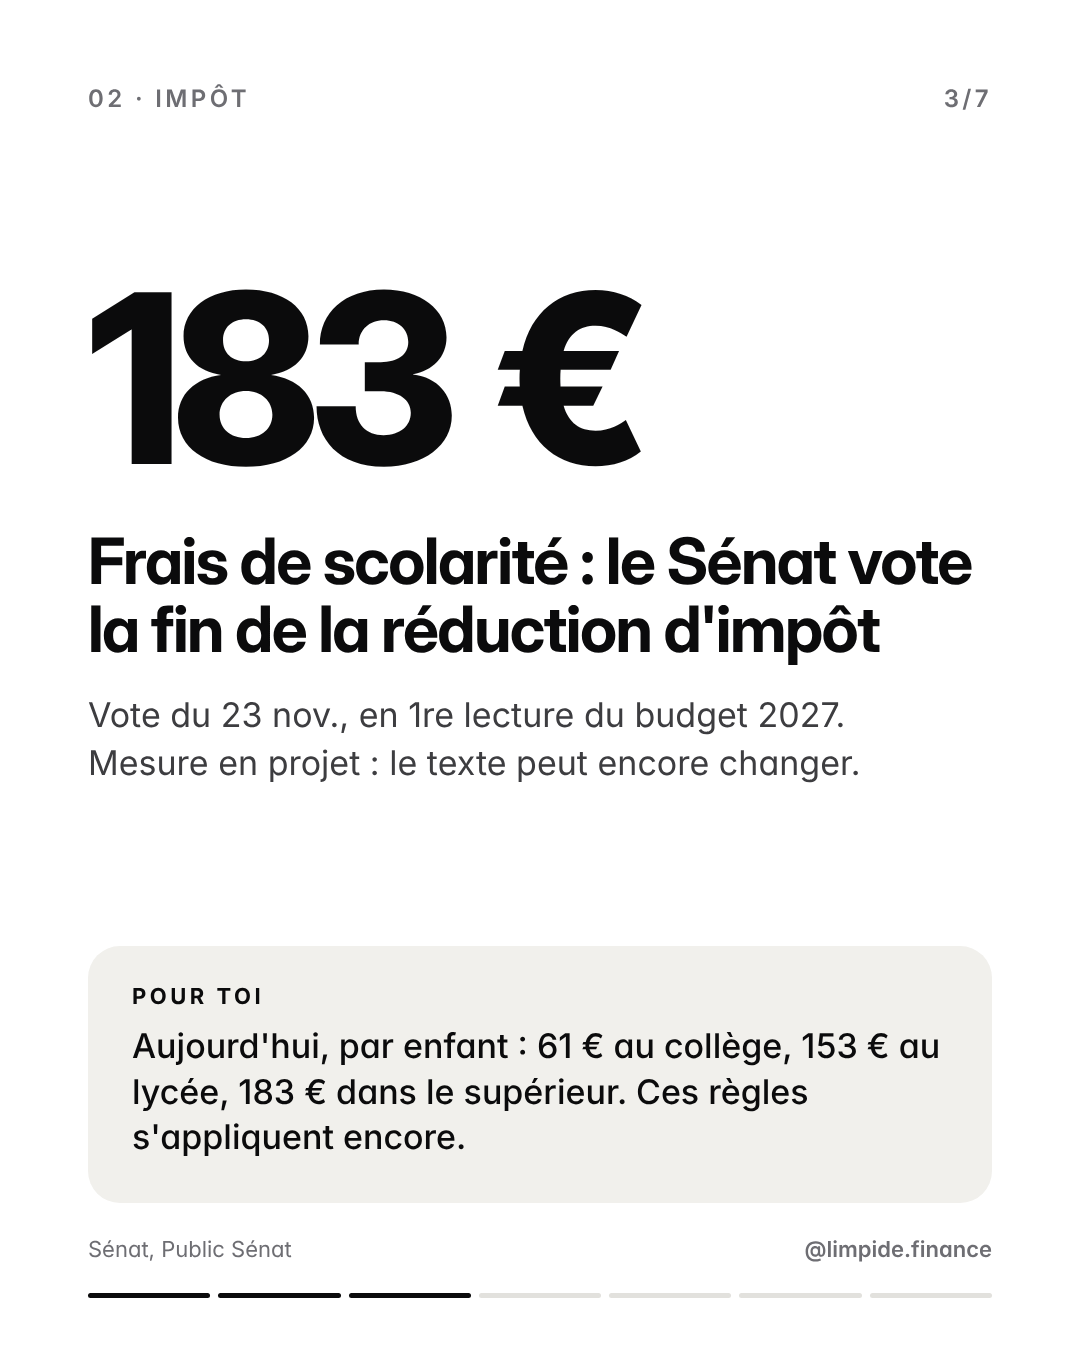 02 · IMPÔT
3/7
183 €
Frais de scolarité : le Sénat vote
la fin de la réduction d'impôt
Vote du 23 nov., en 1re lecture du budget 2027.
Mesure en projet : le texte peut encore changer.
POUR TOI
Aujourd'hui, par enfant : 61 € au collège, 153 € au
lycée, 183 € dans le supérieur. Ces règles
s'appliquent encore.
Sénat, Public Sénat
@limpide.finance